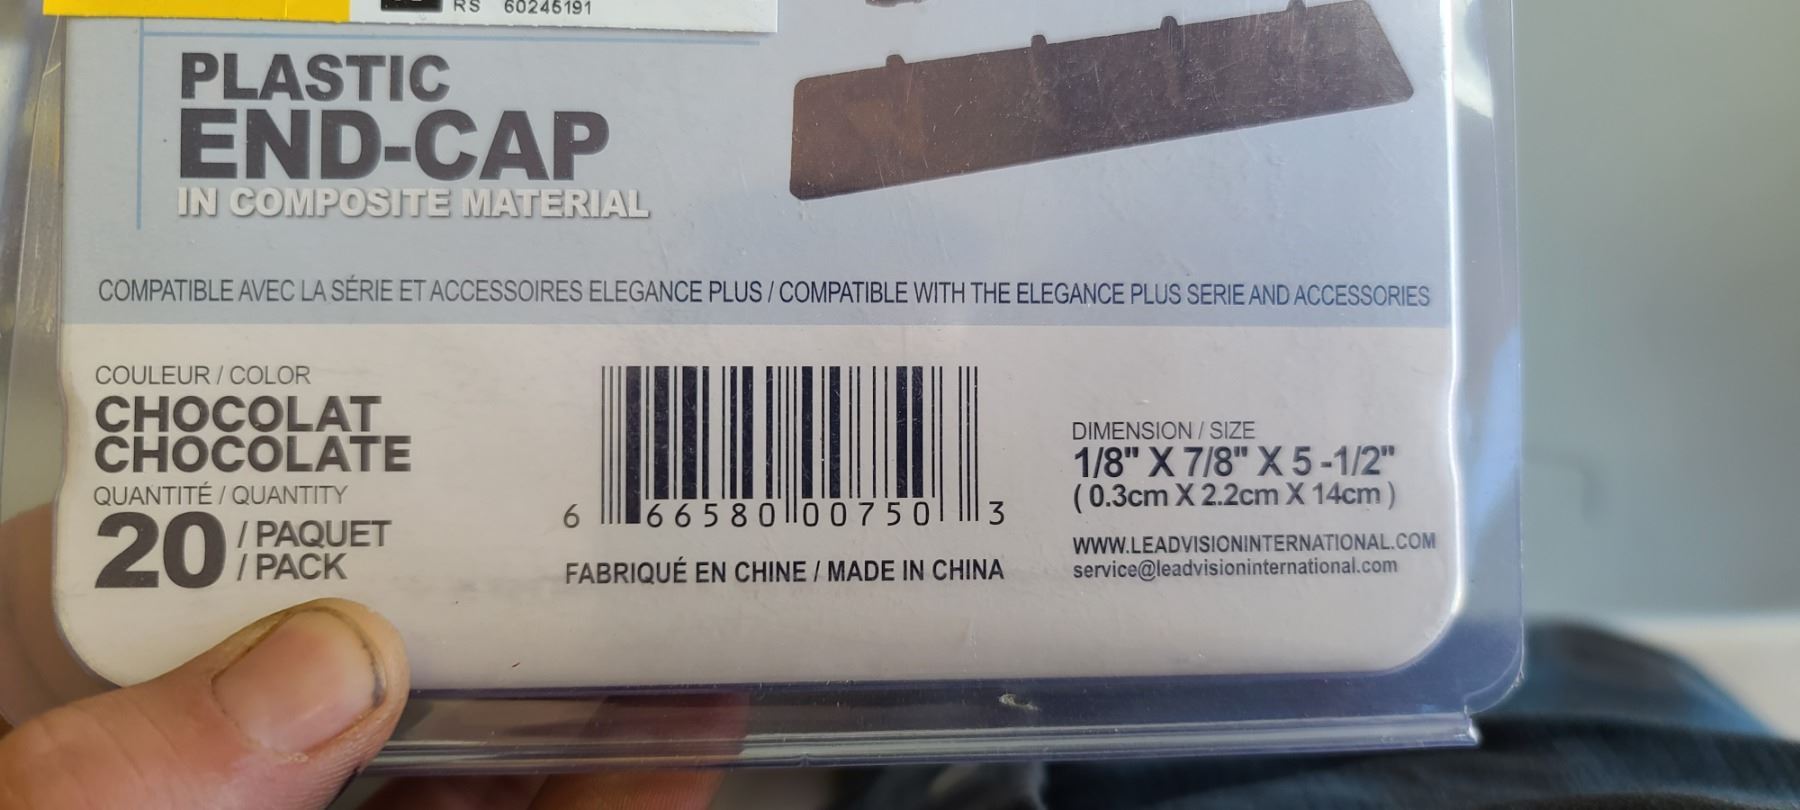 RS 60245191
PLASTIC
END-CAP
IN COMPOSITE MATERIAL
COMPATIBLE AVEC LA SÉRIE ET ACCESSOIRES ELEGANCE PLUS / COMPATIBLE WITH THE ELEGANCE PLUS SERIE AND ACCESSORIES
COULEUR / COLOR
CHOCOLAT
CHOCOLATE
QUANTITÉ / QUANTITY
20 / PAQUET
/ PACK
6 66580 00750 3
FABRIQUÉ EN CHINE / MADE IN CHINA
DIMENSION / SIZE
1/8" X 7/8" X 5 -1/2"
( 0.3cm X 2.2cm X 14cm )
WWW.LEADVISIONINTERNATIONAL.COM
service@leadvisioninternational.com